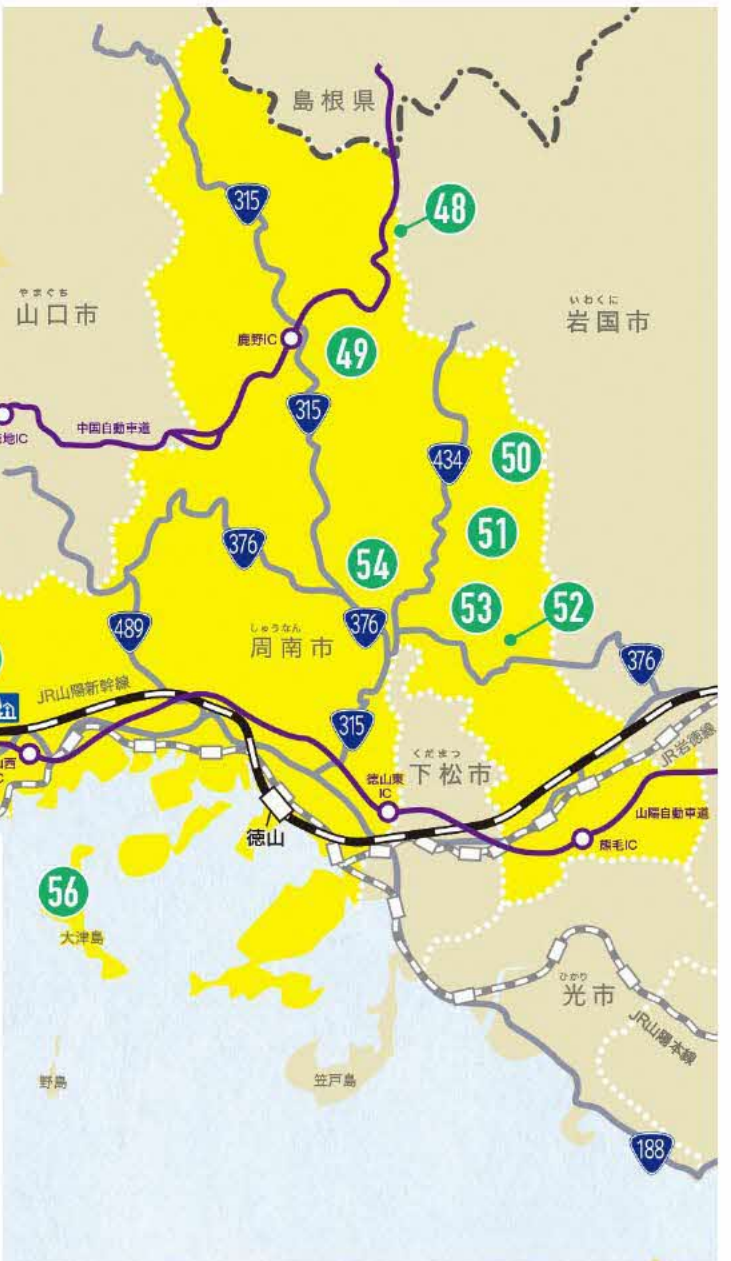 島根県
315
48
やまぐち
山口市
いわくに
岩国市
鹿野IC
49
315
中国自動車道
地IC
434
50
51
376
54
53
52
489
376
しゅうなん
周南市
376
JR山陽新幹線
315
くだまつ
下松市
JR岩徳線
徳山東
IC
山陽自動車道
徳山
熊毛IC
56
大津島
ひかり
光市
JR山陽本線
野島
笠戸島
188